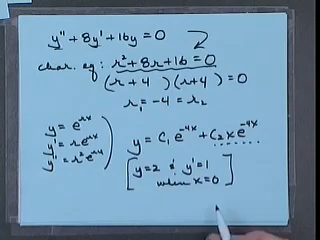 y'' + 8y' + 16y = 0
char. eq: r² + 8r + 16 = 0
(r + 4)(r + 4) = 0
r₁ = -4 = r₂
y = e^{rx}
y' = re^{rx}
y'' = r²e^{rx}
y = C₁e^{-4x} + C₂xe^{-4x}
[y = 2 & y' = 1
when x = 0]